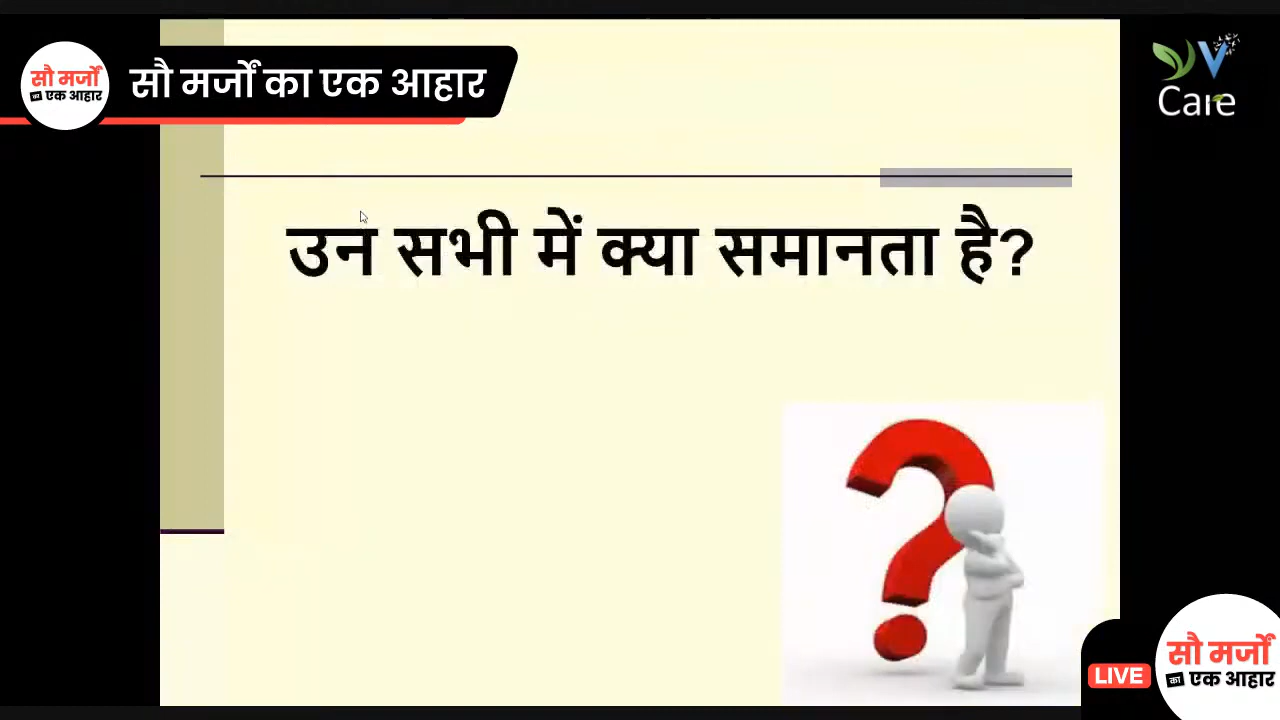 सौ मर्जो
का एक आहार
सौ मर्जों का एक आहार
V
Care
उन सभी में क्या समानता है?
LIVE
सौ मर्जों
का एक आहार